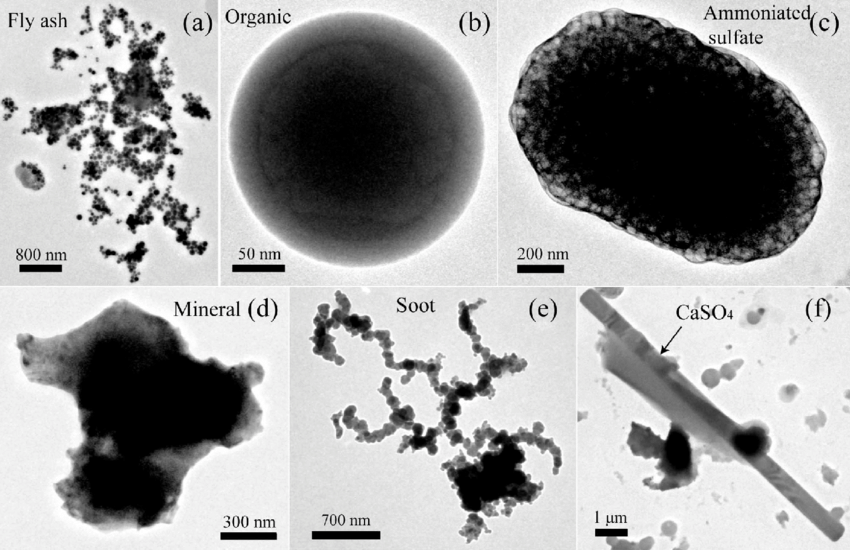 Fly ash (a)
800 nm
Organic (b)
50 nm
Ammoniated (c)
sulfate
200 nm
Mineral (d)
300 nm
Soot (e)
700 nm
(f)
CaSO₄
1 μm